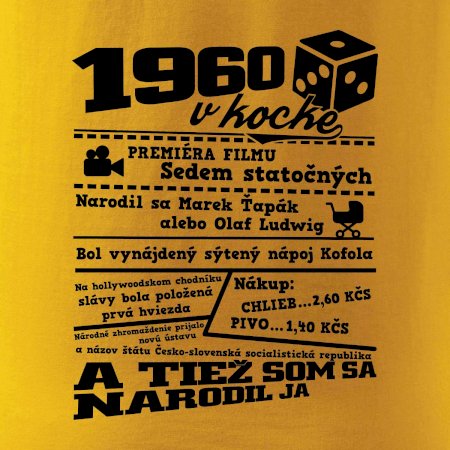 1960
v kocke
PREMIÉRA FILMU
Sedem statočných
Narodil sa Marek Ťapák
alebo Olaf Ludwig
Bol vynájdený sýtený nápoj Kofola
Na hollywoodskom chodníku
slávy bola položená
prvá hviezda
Nákup:
CHLIEB...2,60 KČS
PIVO...1,40 KČS
Národné zhromaždenie prijalo
novú ústavu
a názov štátu Česko-slovenská socialistická republika
A TIEŽ SOM SA
NARODIL JA